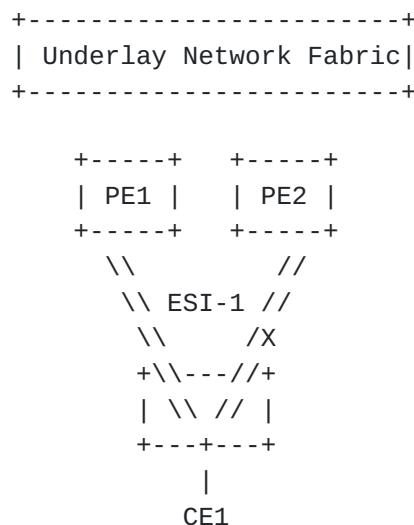 +------------------------+
| Underlay Network Fabric|
+------------------------+
+-----+   +-----+
| PE1 |   | PE2 |
+-----+   +-----+
\\         //
\\ ESI-1 //
\\     /X
+\\---//+
| \\ // |
+---+---+
|
CE1